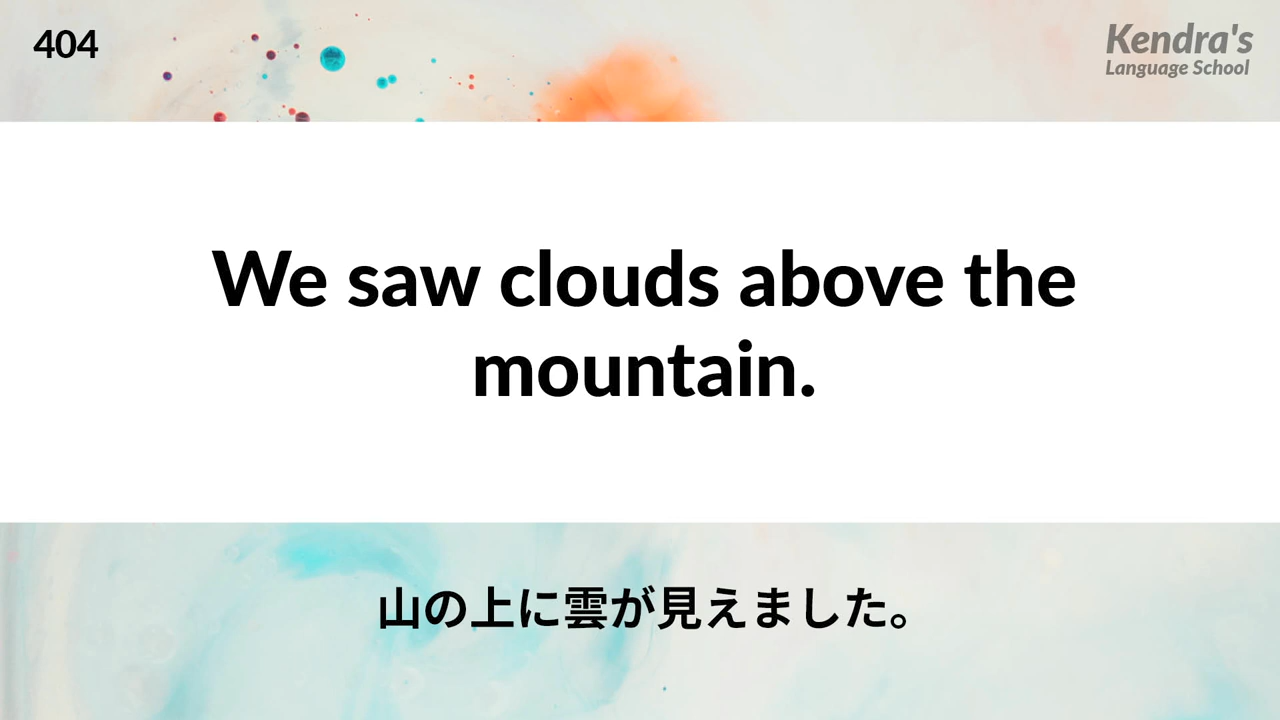 404
Kendra's
Language School
We saw clouds above the
mountain.
山の上に雲が見えました。